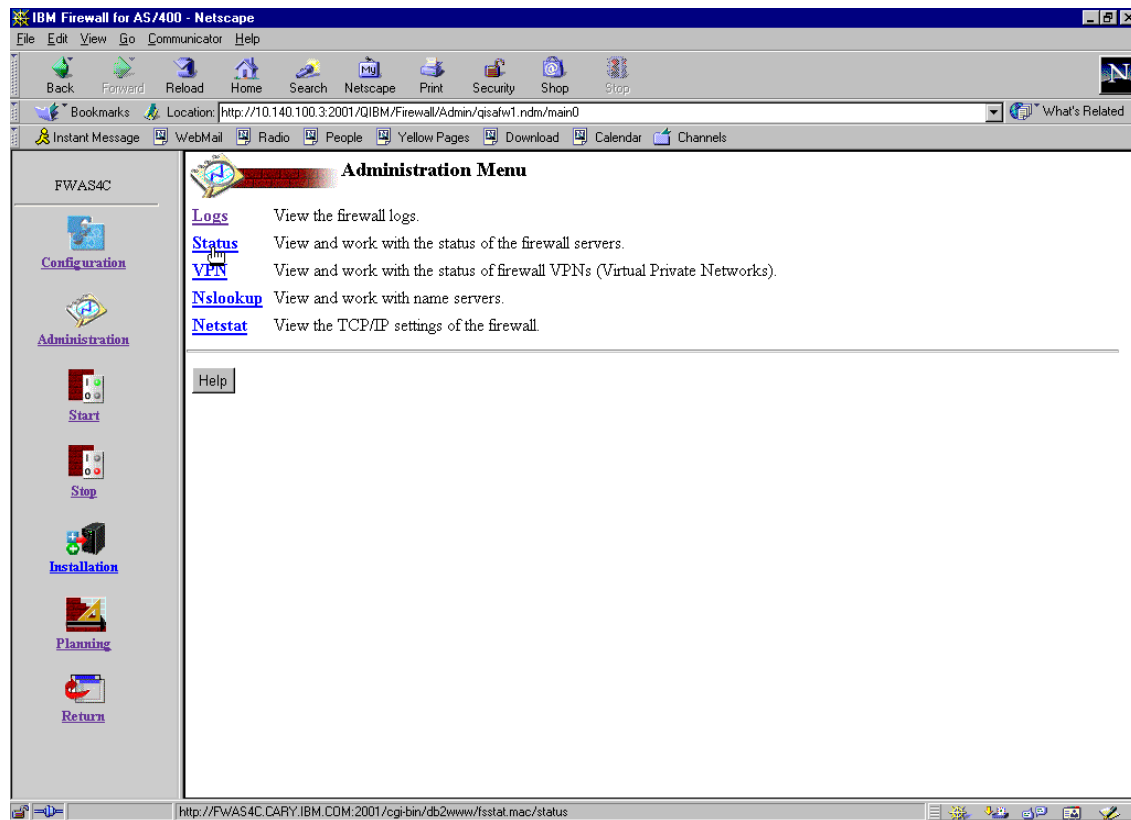 IBM Firewall for AS/400 - Netscape
File Edit View Go Communicator Help
Back Forward Reload Home Search Netscape Print Security Shop Stop
My
N
Bookmarks Location: http://10.140.100.3:2001/QIBM/Firewall/Admin/qisafw1.ndm/main0 What's Related
Instant Message WebMail Radio People Yellow Pages Download Calendar Channels
FWAS4C
Configuration
Administration
Start
Stop
Installation
Planning
Return
Administration Menu
Logs View the firewall logs.
Status View and work with the status of the firewall servers.
VPN View and work with the status of firewall VPNs (Virtual Private Networks).
Nslookup View and work with name servers.
Netstat View the TCP/IP settings of the firewall.
Help
http://FWAS4C.CARY.IBM.COM:2001/cgi-bin/db2www/fsstat.mac/status